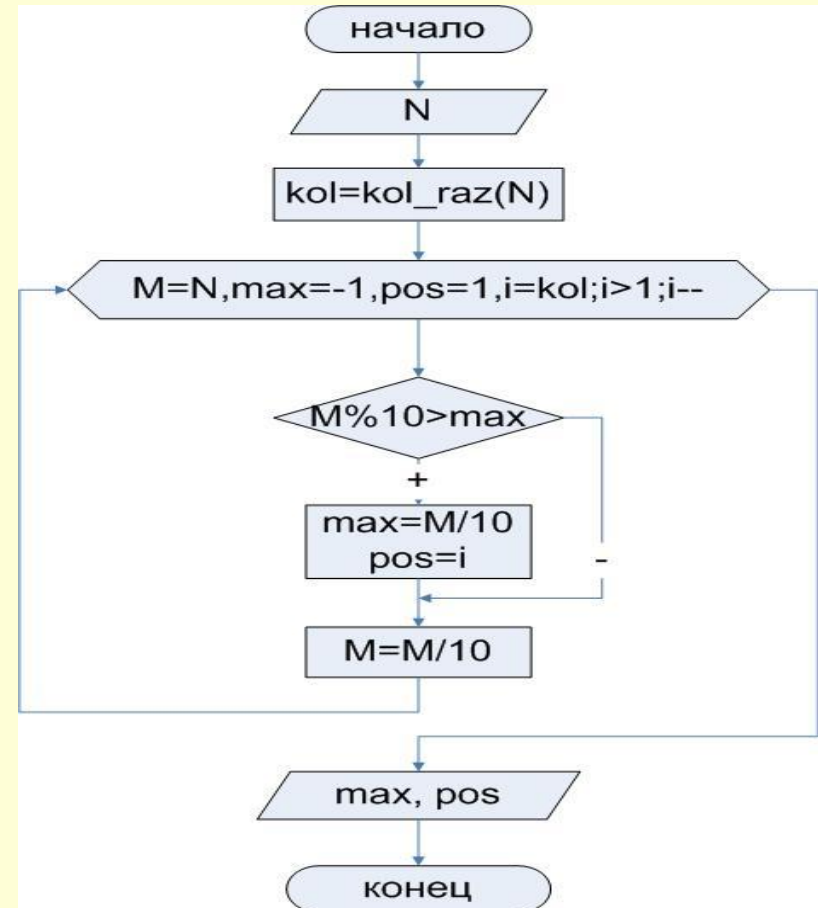 начало
N
kol=kol_raz(N)
M=N,max=-1,pos=1,i=kol;i>1;i--
M%10>max
+
max=M/10
pos=i
-
M=M/10
max, pos
конец